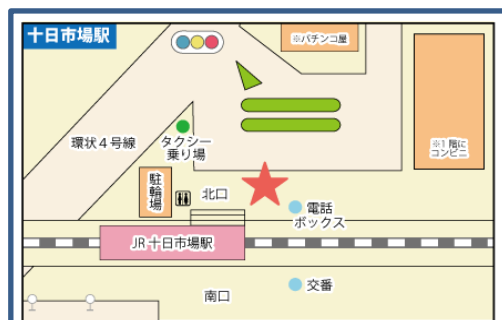 十日市場駅
※パチンコ屋
環状4号線
タクシー
乗り場
※1階に
コンビニ
駐輪場
北口
電話
ボックス
JR十日市場駅
南口
交番